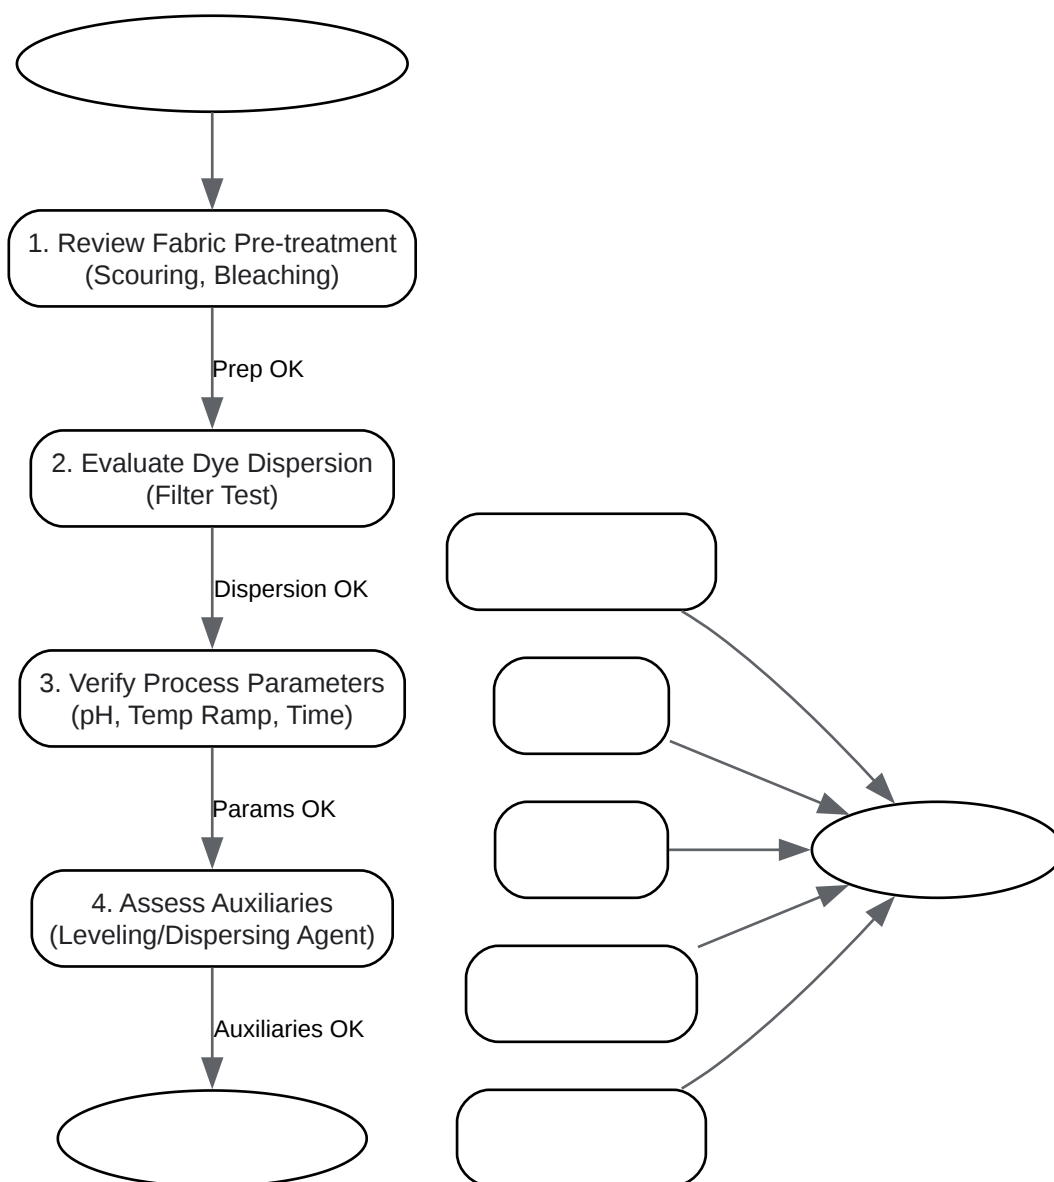 1. Review Fabric Pre-treatment
(Scouring, Bleaching)
Prep OK
2. Evaluate Dye Dispersion
(Filter Test)
Dispersion OK
3. Verify Process Parameters
(pH, Temp Ramp, Time)
Params OK
4. Assess Auxiliaries
(Leveling/Dispersing Agent)
Auxiliaries OK